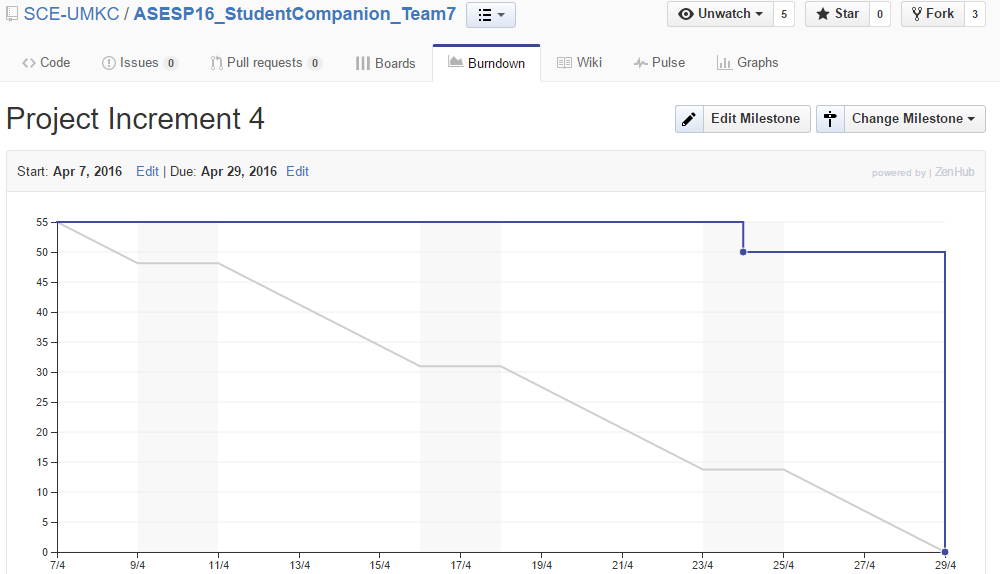 SCE-UMKC / ASESP16_StudentCompanion_Team7
Unwatch 5 Star 0 Fork 3
Code Issues 0 Pull requests 0 Boards Burndown Wiki Pulse Graphs
Project Increment 4
Edit Milestone Change Milestone
Start: Apr 7, 2016 Edit | Due: Apr 29, 2016 Edit
powered by | ZenHub
55
50
45
40
35
30
25
20
15
10
5
0
7/4 9/4 11/4 13/4 15/4 17/4 19/4 21/4 23/4 25/4 27/4 29/4